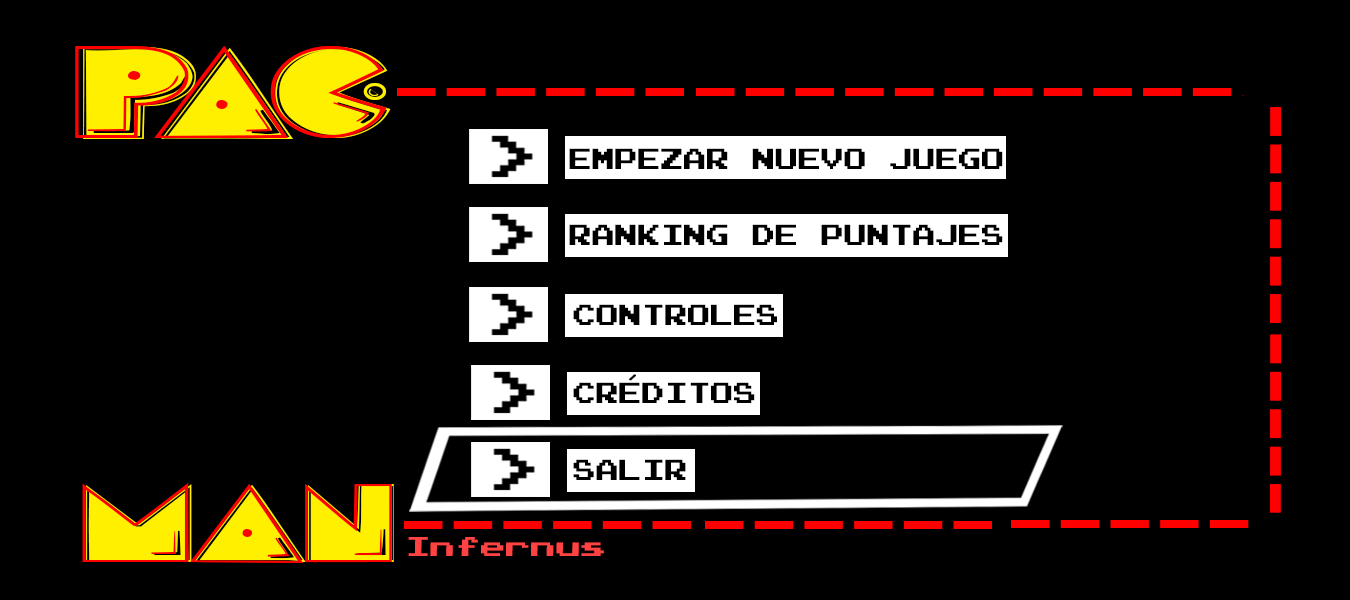 PAC
> EMPEZAR NUEVO JUEGO
> RANKING DE PUNTAJES
> CONTROLES
> CRÉDITOS
> SALIR
MAN
Infernus